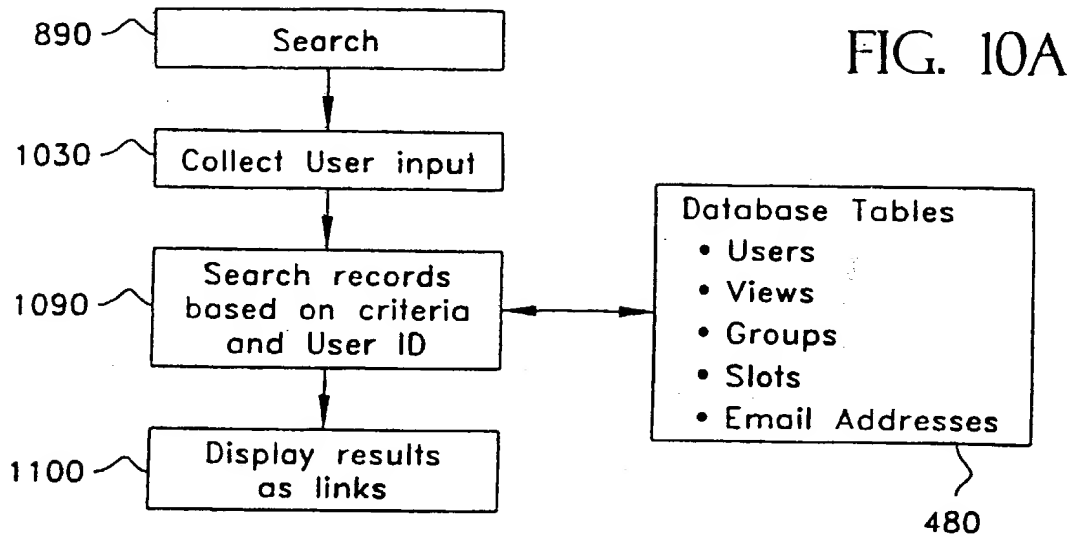 FIG. 10A
890
Search
1030
Collect User input
1090
Search records
based on criteria
and User ID
1100
Display results
as links
Database Tables
• Users
• Views
• Groups
• Slots
• Email Addresses
480